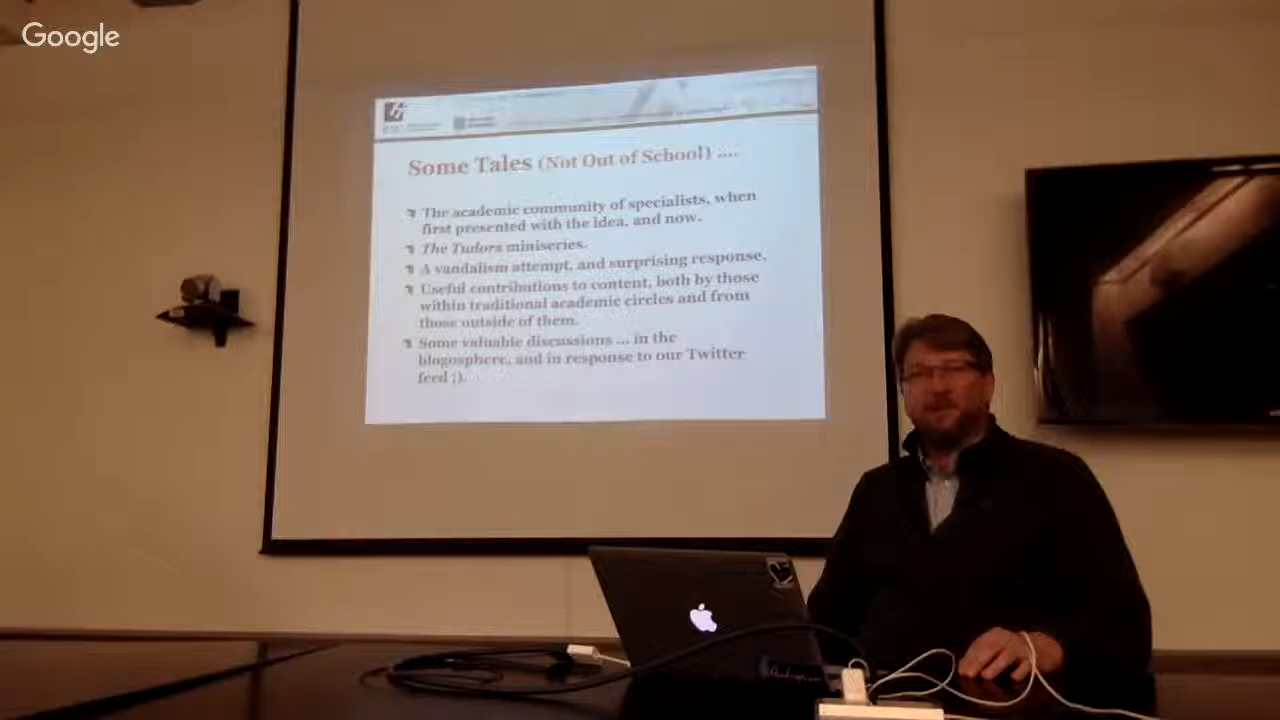 Google
Some Tales (Not Out of School) ....
The academic community of specialists, when
first presented with the idea, and now.
The Tudors miniseries.
A vandalism attempt, and surprising response.
Useful contributions to content, both by those
within traditional academic circles and from
those outside of them.
Some valuable discussions ... in the
blogosphere, and in response to our Twitter
feed ;).